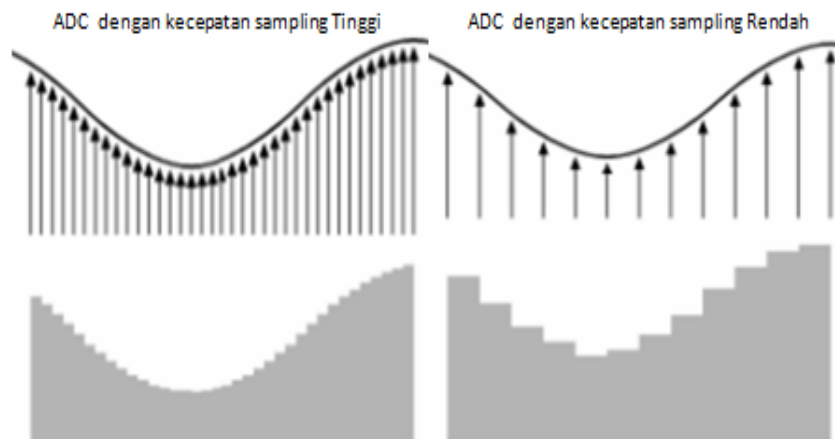 ADC dengan kecepatan sampling Tinggi
ADC dengan kecepatan sampling Rendah